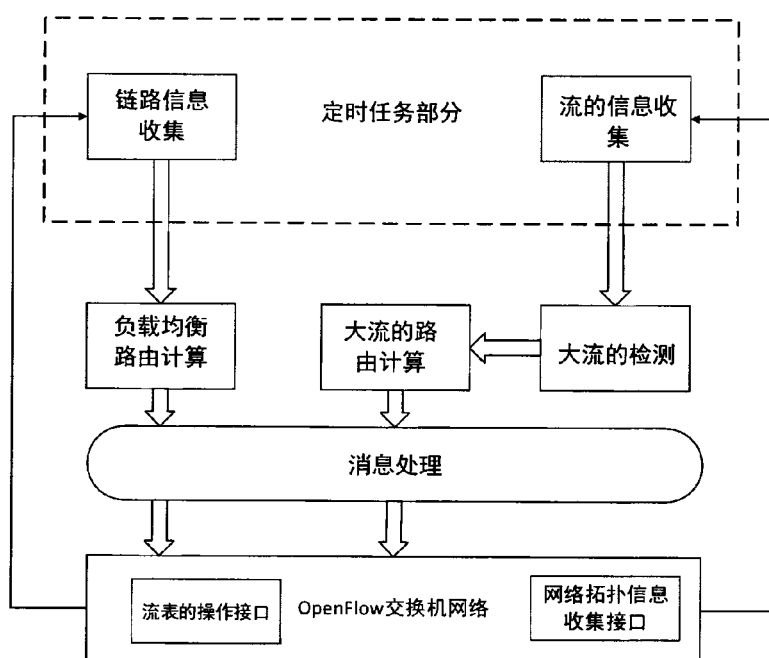 链路信息
收集
定时任务部分
流的信息收
集
负载均衡
路由计算
大流的路
由计算
大流的检测
消息处理
流表的操作接口
OpenFlow交换机网络
网络拓扑信息
收集接口